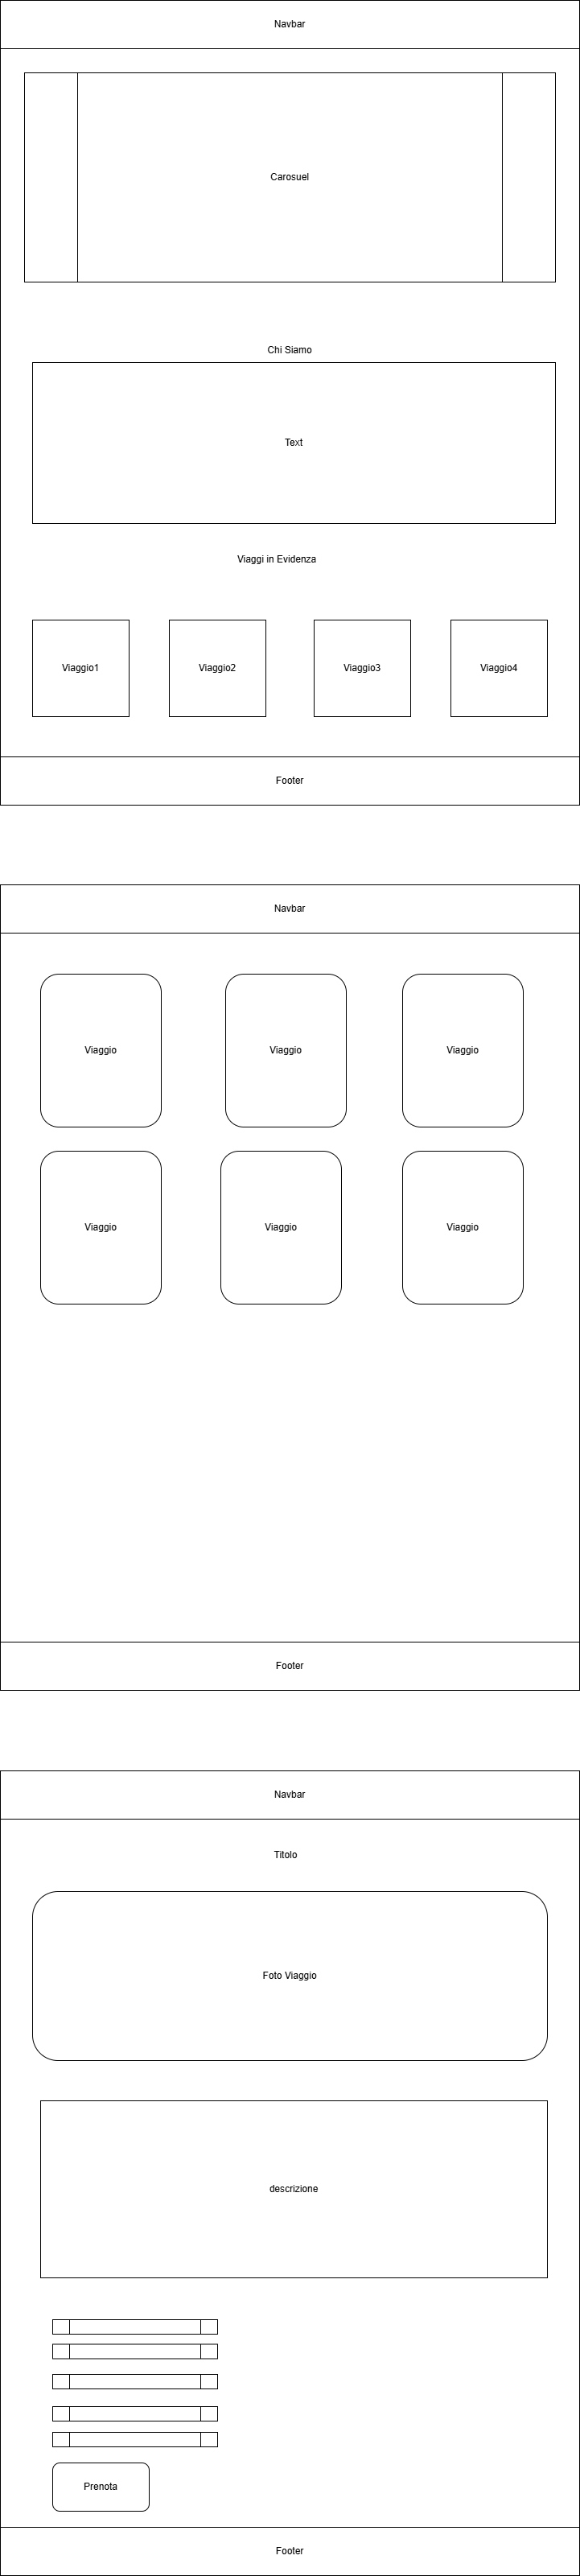 Navbar
Carosuel
Chi Siamo
Text
Viaggi in Evidenza
Viaggio1
Viaggio2
Viaggio3
Viaggio4
Footer
Navbar
Viaggio
Viaggio
Viaggio
Viaggio
Viaggio
Viaggio
Footer
Navbar
Titolo
Foto Viaggio
descrizione
Prenota
Footer